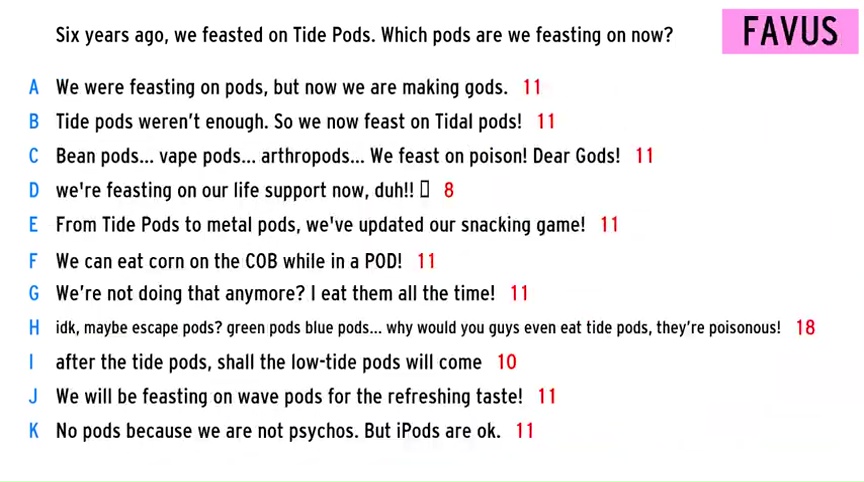 Six years ago, we feasted on Tide Pods. Which pods are we feasting on now?
FAVUS
A We were feasting on pods, but now we are making gods. 11
B Tide pods weren't enough. So we now feast on Tidal pods! 11
C Bean pods... vape pods... arthropods... We feast on poison! Dear Gods! 11
D we're feasting on our life support now, duh!! ▯ 8
E From Tide Pods to metal pods, we've updated our snacking game! 11
F We can eat corn on the COB while in a POD! 11
G We're not doing that anymore? I eat them all the time! 11
H idk, maybe escape pods? green pods blue pods... why would you guys even eat tide pods, they're poisonous! 18
I after the tide pods, shall the low-tide pods will come 10
J We will be feasting on wave pods for the refreshing taste! 11
K No pods because we are not psychos. But iPods are ok. 11